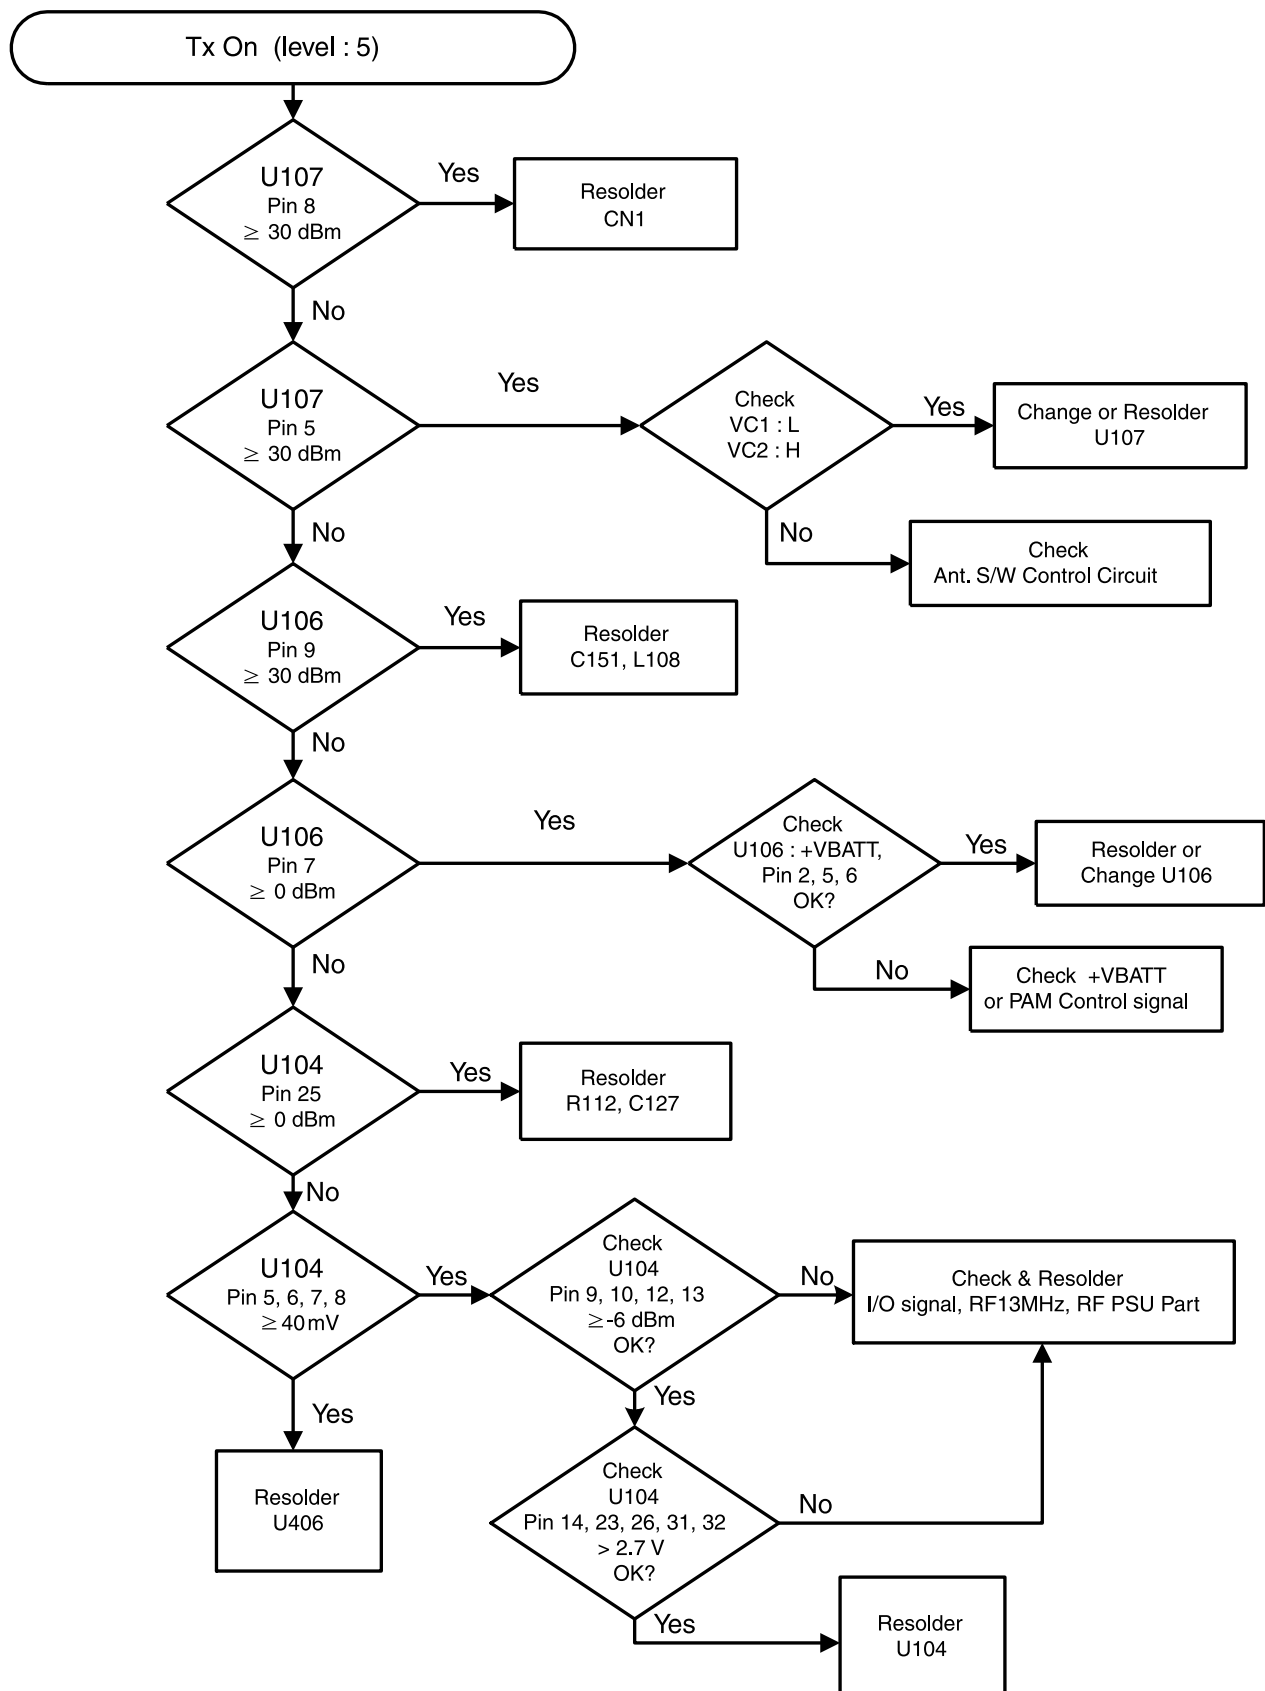 Tx On (level : 5)
U107
Pin 8
≥ 30 dBm
Yes
Resolder
CN1
No
U107
Pin 5
≥ 30 dBm
Yes
Check
VC1 : L
VC2 : H
Yes
Change or Resolder
U107
No
No
Check
Ant. S/W Control Circuit
U106
Pin 9
≥ 30 dBm
Yes
Resolder
C151, L108
No
U106
Pin 7
≥ 0 dBm
Yes
Check
U106 : +VBATT,
Pin 2, 5, 6
OK?
Yes
Resolder or
Change U106
No
No
Check +VBATT
or PAM Control signal
U104
Pin 25
≥ 0 dBm
Yes
Resolder
R112, C127
No
U104
Pin 5, 6, 7, 8
≥ 40 mV
Yes
Check
U104
Pin 9, 10, 12, 13
≥ -6 dBm
OK?
No
Check & Resolder
I/O signal, RF13MHz, RF PSU Part
Yes
Yes
Resolder
U406
Check
U104
Pin 14, 23, 26, 31, 32
> 2.7 V
OK?
No
Yes
Resolder
U104